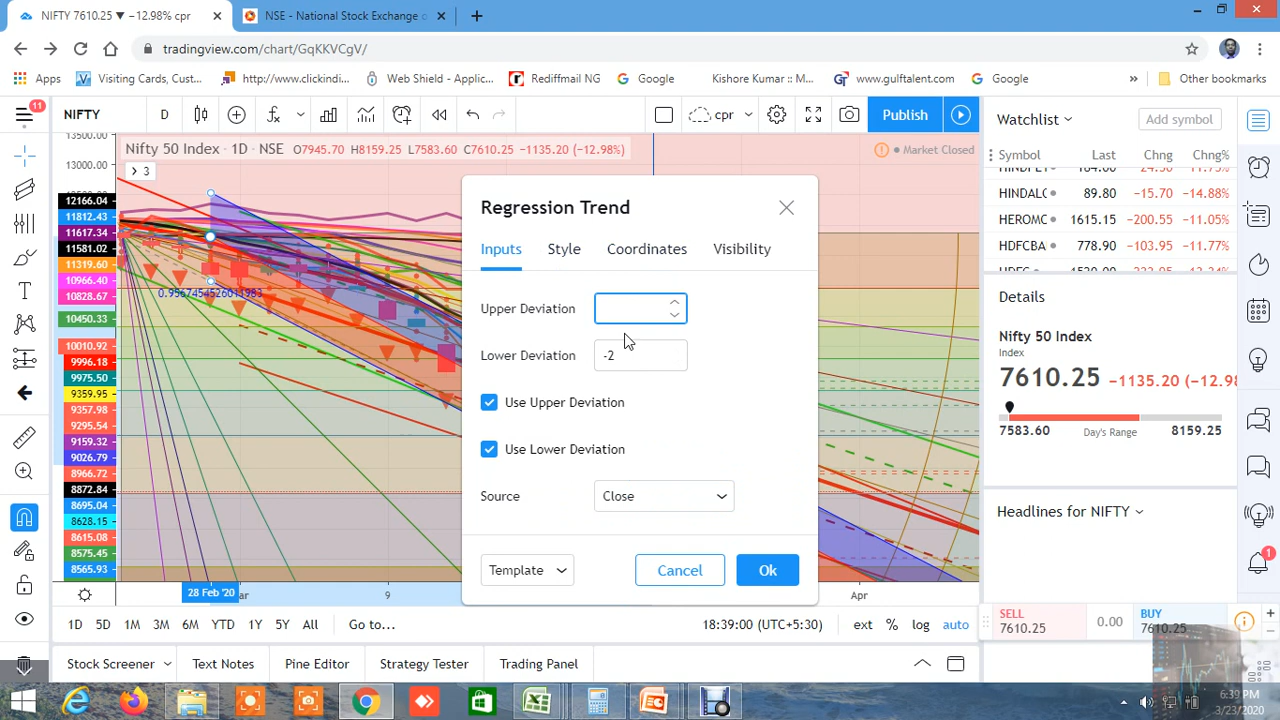 NIFTY 7610.25 ▼ −12.98% cpr
NSE - National Stock Exchange o
tradingview.com/chart/GqKKVCgV/
Apps
Visiting Cards, Cust...
http://www.clickindi...
Web Shield - Applic...
Rediffmail NG
Google
Kishore Kumar :: M...
www.gulftalent.com
Google
»
Other bookmarks
11
NIFTY
D
cpr
Publish
Watchlist
Add symbol
13500.00
13000.00
Nifty 50 Index · 1D · NSE O7945.70 H8159.25 L7583.60 C7610.25 −1135.20 (−12.98%)
Market Closed
3
Symbol Last Chng Chng%
HINDALC 89.80 −15.70 −14.88%
HEROMC 1615.15 −200.55 −11.05%
HDFCBA 778.90 −103.95 −11.77%
12166.04
11812.43
11617.34
11581.02
11319.60
10966.40
10828.67
10450.33
10010.92
9996.18
9975.50
9359.95
9357.98
9295.54
9159.32
9026.79
8966.72
8872.84
8695.04
8628.15
8615.08
8575.45
8565.93
0.9567454526011983
Regression Trend
Inputs
Style
Coordinates
Visibility
Upper Deviation
Lower Deviation
-2
Use Upper Deviation
Use Lower Deviation
Source
Close
Template
Cancel
Ok
Details
Nifty 50 Index
Index
7610.25 −1135.20 (−12.98%
7583.60
Day's Range
8159.25
Headlines for NIFTY
28 Feb '20
ar
9
Apr
1D
5D
1M
3M
6M
YTD
1Y
5Y
All
Go to...
18:39:00 (UTC+5:30)
ext
%
log
auto
SELL
7610.25
0.00
BUY
7610.25
1
Stock Screener
Text Notes
Pine Editor
Strategy Tester
Trading Panel
6:39 PM
3/23/2020